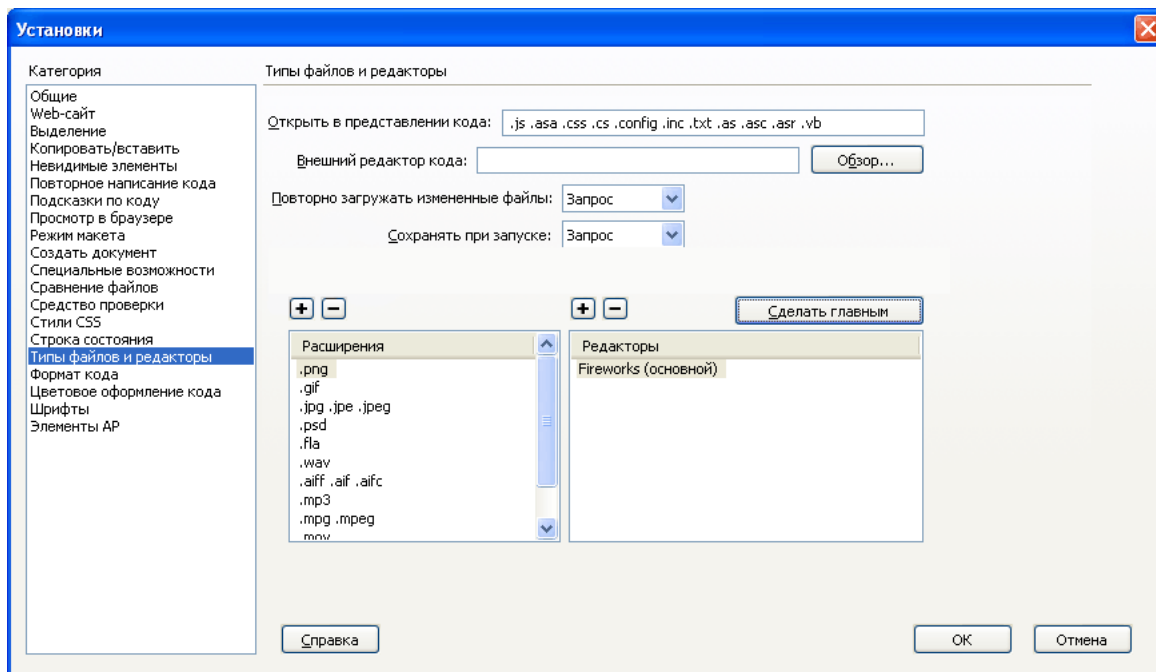 Установки
Категория
Общие
Web-сайт
Выделение
Копировать/вставить
Невидимые элементы
Повторное написание кода
Подсказки по коду
Просмотр в браузере
Режим макета
Создать документ
Специальные возможности
Сравнение файлов
Средство проверки
Стили CSS
Строка состояния
Типы файлов и редакторы
Формат кода
Цветовое оформление кода
Шрифты
Элементы AP
Типы файлов и редакторы
Открыть в представлении кода: .js .asa .css .cs .config .inc .txt .as .asc .asr .vb
Внешний редактор кода: Обзор...
Повторно загружать измененные файлы: Запрос
Сохранять при запуске: Запрос
Сделать главным
Расширения
.png
.gif
.jpg .jpe .jpeg
.psd
.fla
.wav
.aiff .aif .aifc
.mp3
.mpg .mpeg
.mov
Редакторы
Fireworks (основной)
Справка
OK
Отмена